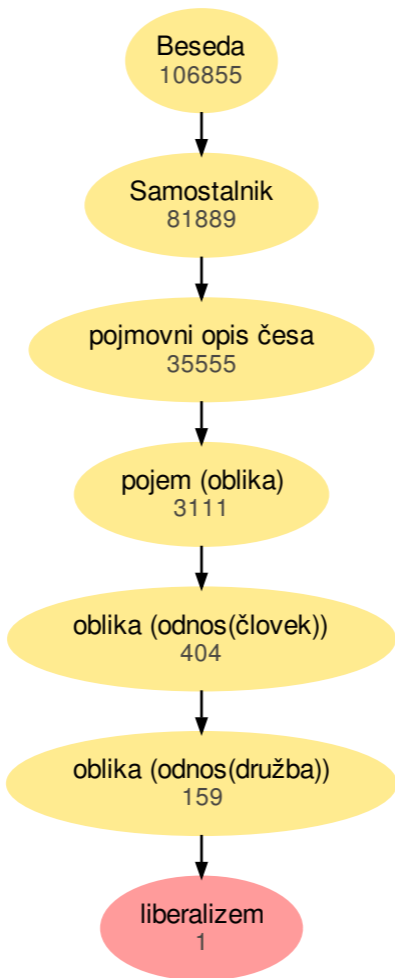 Beseda
106855
Samostalnik
81889
pojmovni opis česa
35555
pojem (oblika)
3111
oblika (odnos(človek))
404
oblika (odnos(družba))
159
liberalizem
1